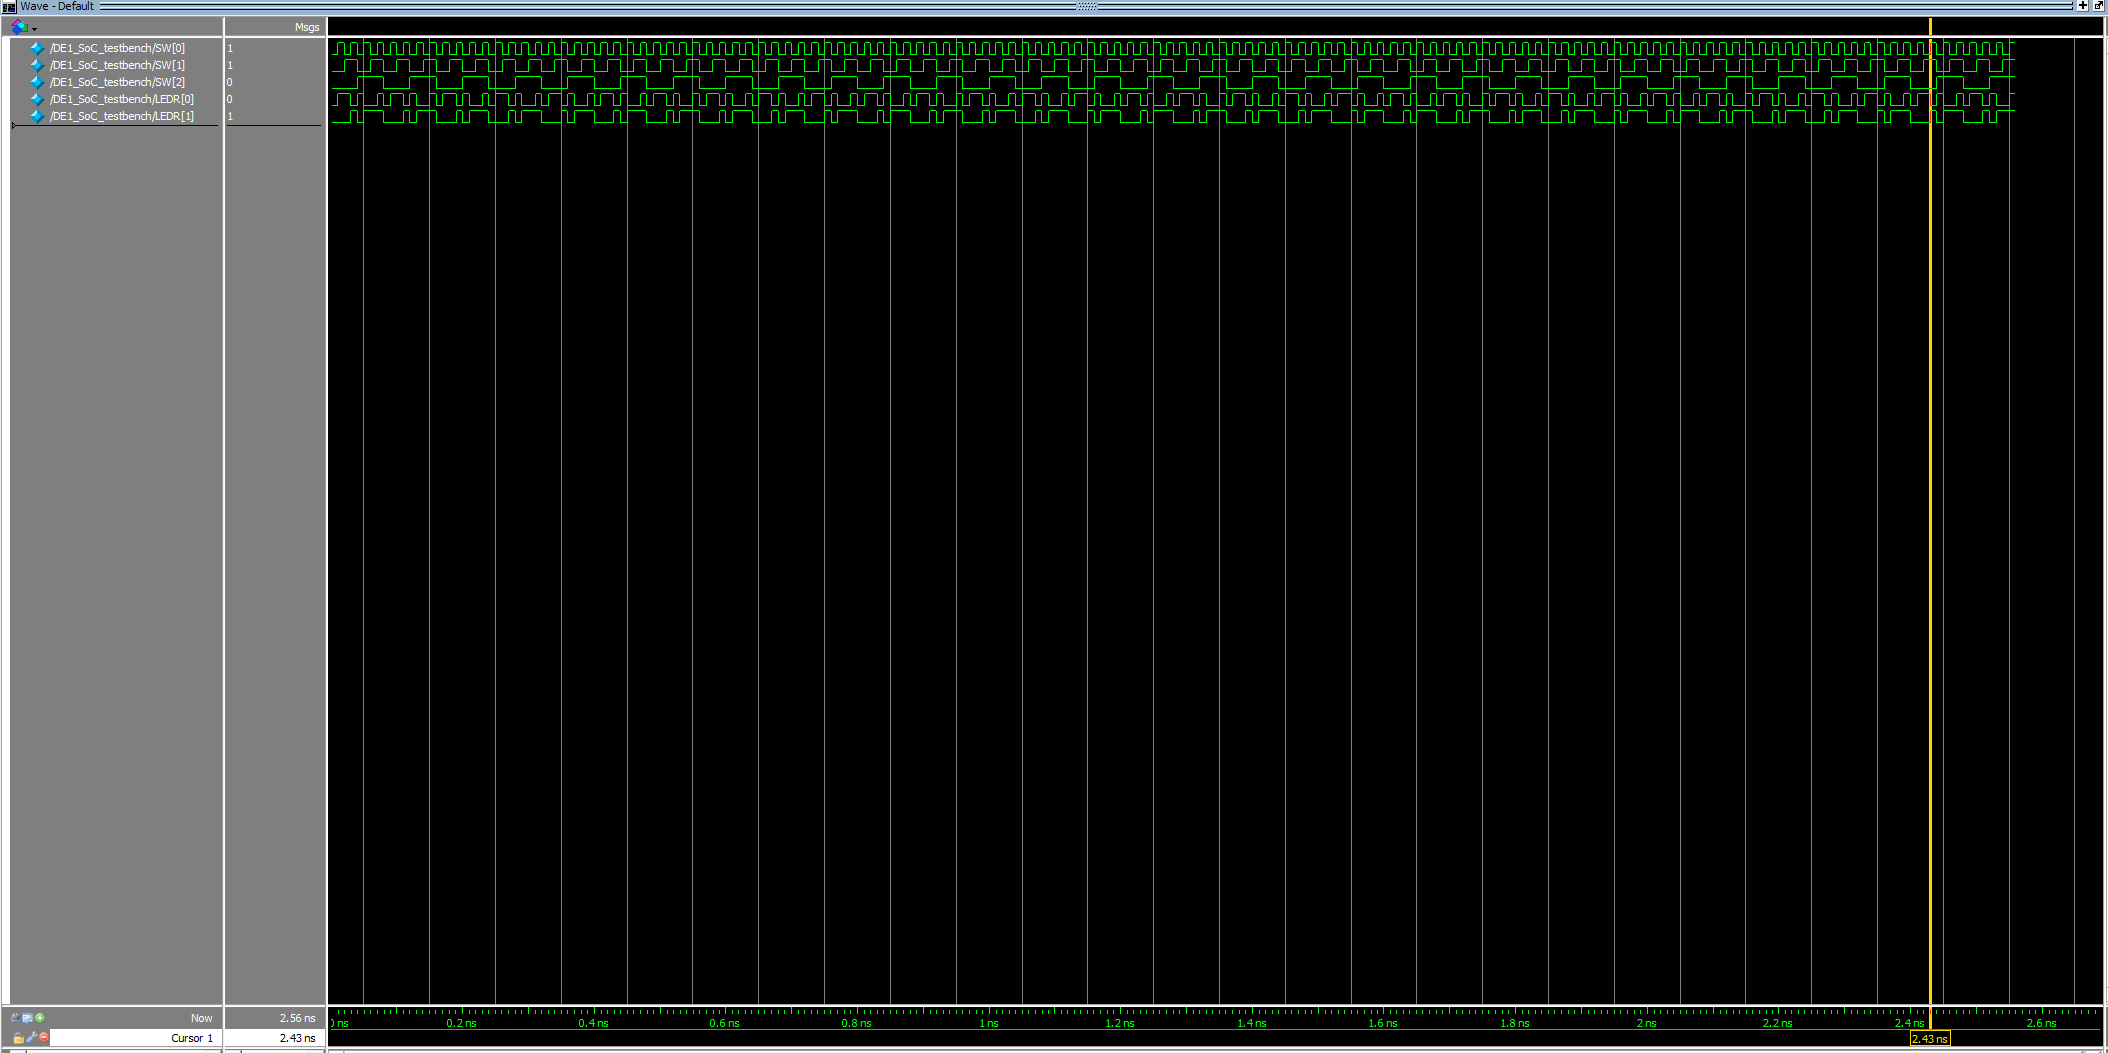 Wave - Default
Msgs
/DE1_SoC_testbench/SW[0] 1
/DE1_SoC_testbench/SW[1] 1
/DE1_SoC_testbench/SW[2] 0
/DE1_SoC_testbench/LEDR[0] 0
/DE1_SoC_testbench/LEDR[1] 1
Now 2.56 ns
ns 0.2 ns 0.4 ns 0.6 ns 0.8 ns 1 ns 1.2 ns 1.4 ns 1.6 ns 1.8 ns 2 ns 2.2 ns 2.4 ns 2.6 ns
Cursor 1 2.43 ns
2.43 ns